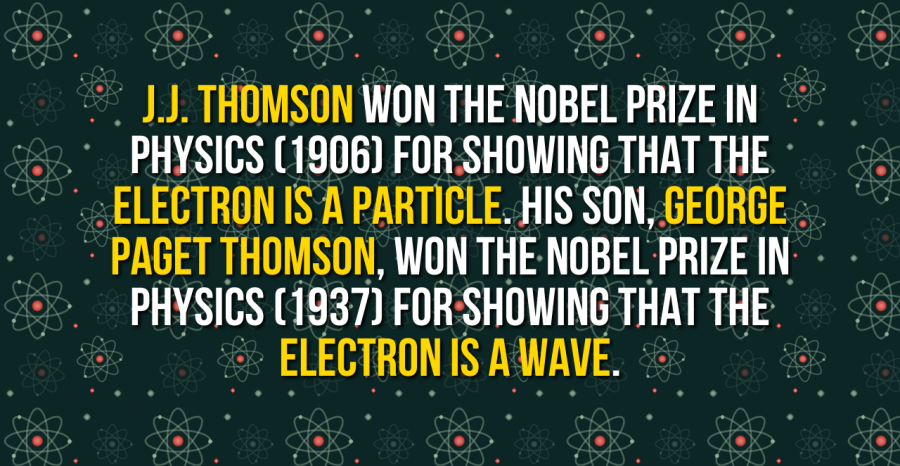 J.J. THOMSON WON THE NOBEL PRIZE IN
PHYSICS (1906) FOR SHOWING THAT THE
ELECTRON IS A PARTICLE. HIS SON, GEORGE
PAGET THOMSON, WON THE NOBEL PRIZE IN
PHYSICS (1937) FOR SHOWING THAT THE
ELECTRON IS A WAVE.